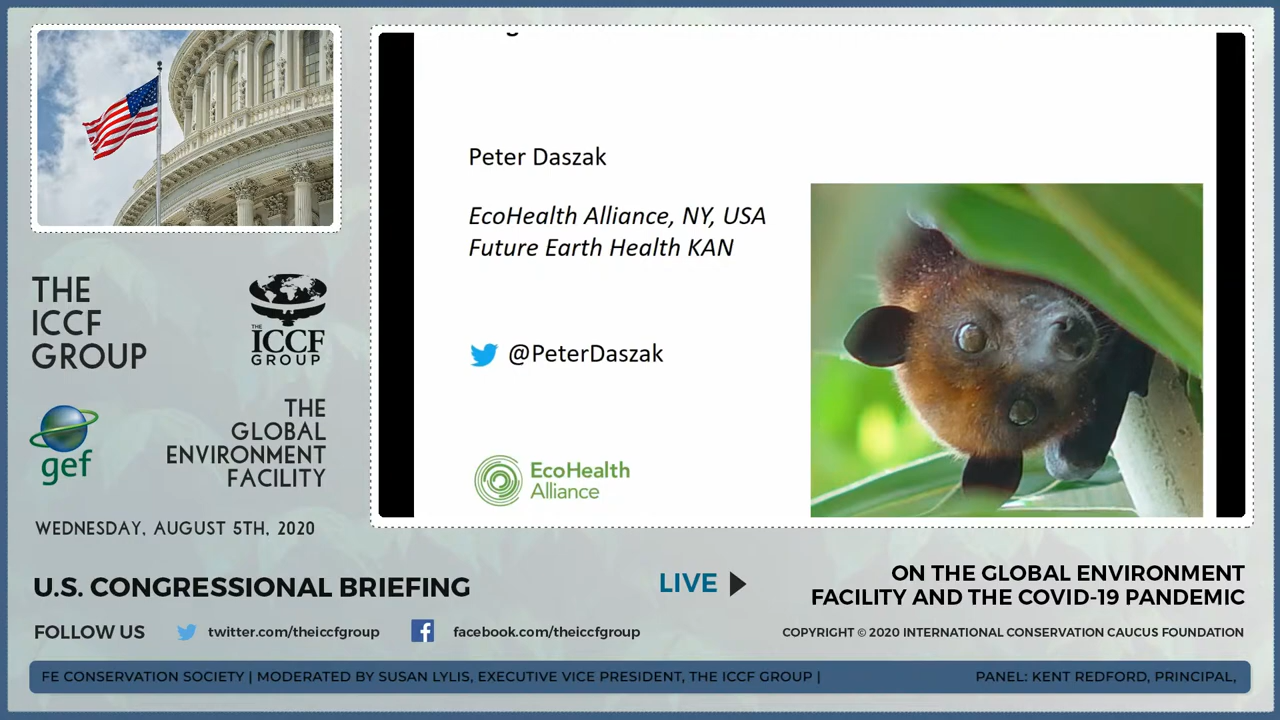 Peter Daszak
EcoHealth Alliance, NY, USA
Future Earth Health KAN
@PeterDaszak
EcoHealth
Alliance
THE
ICCF
GROUP
THE
ICCF
GROUP
gef
THE
GLOBAL
ENVIRONMENT
FACILITY
WEDNESDAY, AUGUST 5TH, 2020
U.S. CONGRESSIONAL BRIEFING
LIVE
ON THE GLOBAL ENVIRONMENT
FACILITY AND THE COVID-19 PANDEMIC
FOLLOW US
twitter.com/theiccfgroup
facebook.com/theiccfgroup
COPYRIGHT © 2020 INTERNATIONAL CONSERVATION CAUCUS FOUNDATION
FE CONSERVATION SOCIETY | MODERATED BY SUSAN LYLIS, EXECUTIVE VICE PRESIDENT, THE ICCF GROUP |
PANEL: KENT REDFORD, PRINCIPAL,